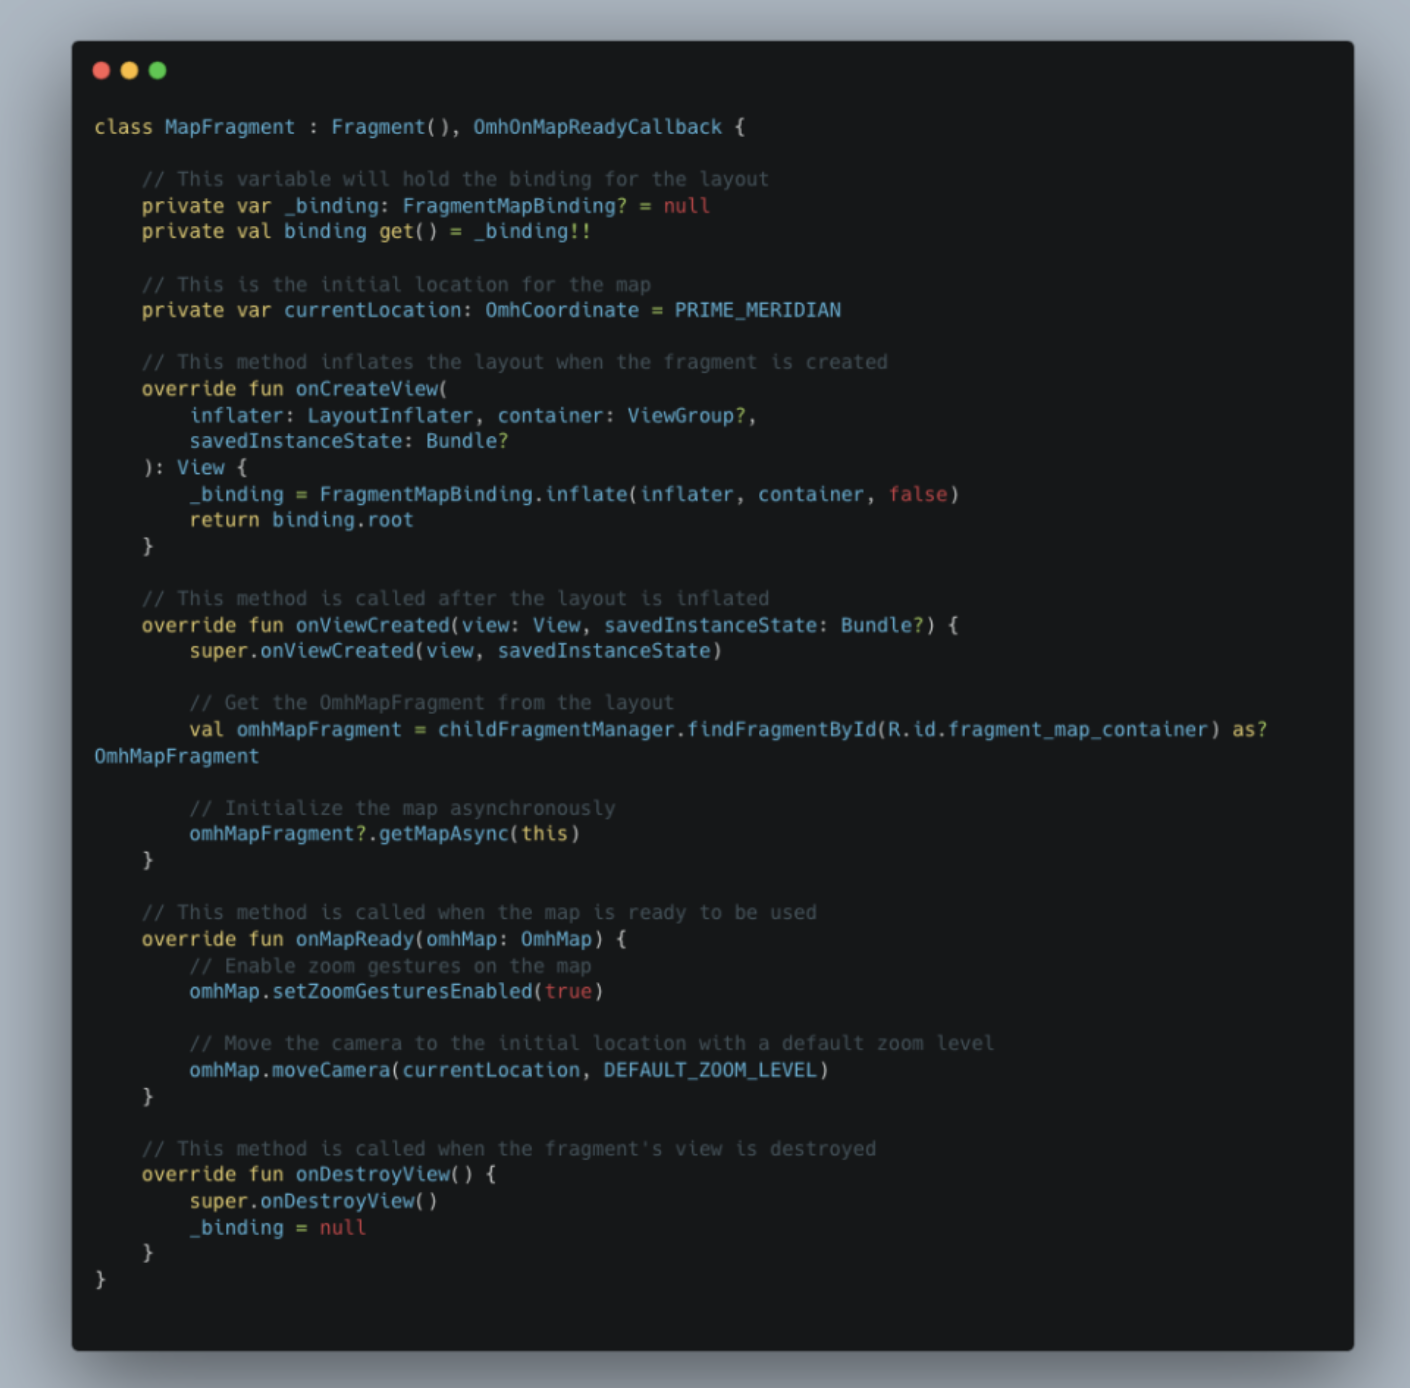 class MapFragment : Fragment(), OmhOnMapReadyCallback {

    // This variable will hold the binding for the layout
    private var _binding: FragmentMapBinding? = null
    private val binding get() = _binding!!

    // This is the initial location for the map
    private var currentLocation: OmhCoordinate = PRIME_MERIDIAN

    // This method inflates the layout when the fragment is created
    override fun onCreateView(
        inflater: LayoutInflater, container: ViewGroup?,
        savedInstanceState: Bundle?
    ): View {
        _binding = FragmentMapBinding.inflate(inflater, container, false)
        return binding.root
    }

    // This method is called after the layout is inflated
    override fun onViewCreated(view: View, savedInstanceState: Bundle?) {
        super.onViewCreated(view, savedInstanceState)

        // Get the OmhMapFragment from the layout
        val omhMapFragment = childFragmentManager.findFragmentById(R.id.fragment_map_container) as?
OmhMapFragment

        // Initialize the map asynchronously
        omhMapFragment?.getMapAsync(this)
    }

    // This method is called when the map is ready to be used
    override fun onMapReady(omhMap: OmhMap) {
        // Enable zoom gestures on the map
        omhMap.setZoomGesturesEnabled(true)

        // Move the camera to the initial location with a default zoom level
        omhMap.moveCamera(currentLocation, DEFAULT_ZOOM_LEVEL)
    }

    // This method is called when the fragment's view is destroyed
    override fun onDestroyView() {
        super.onDestroyView()
        _binding = null
    }
}